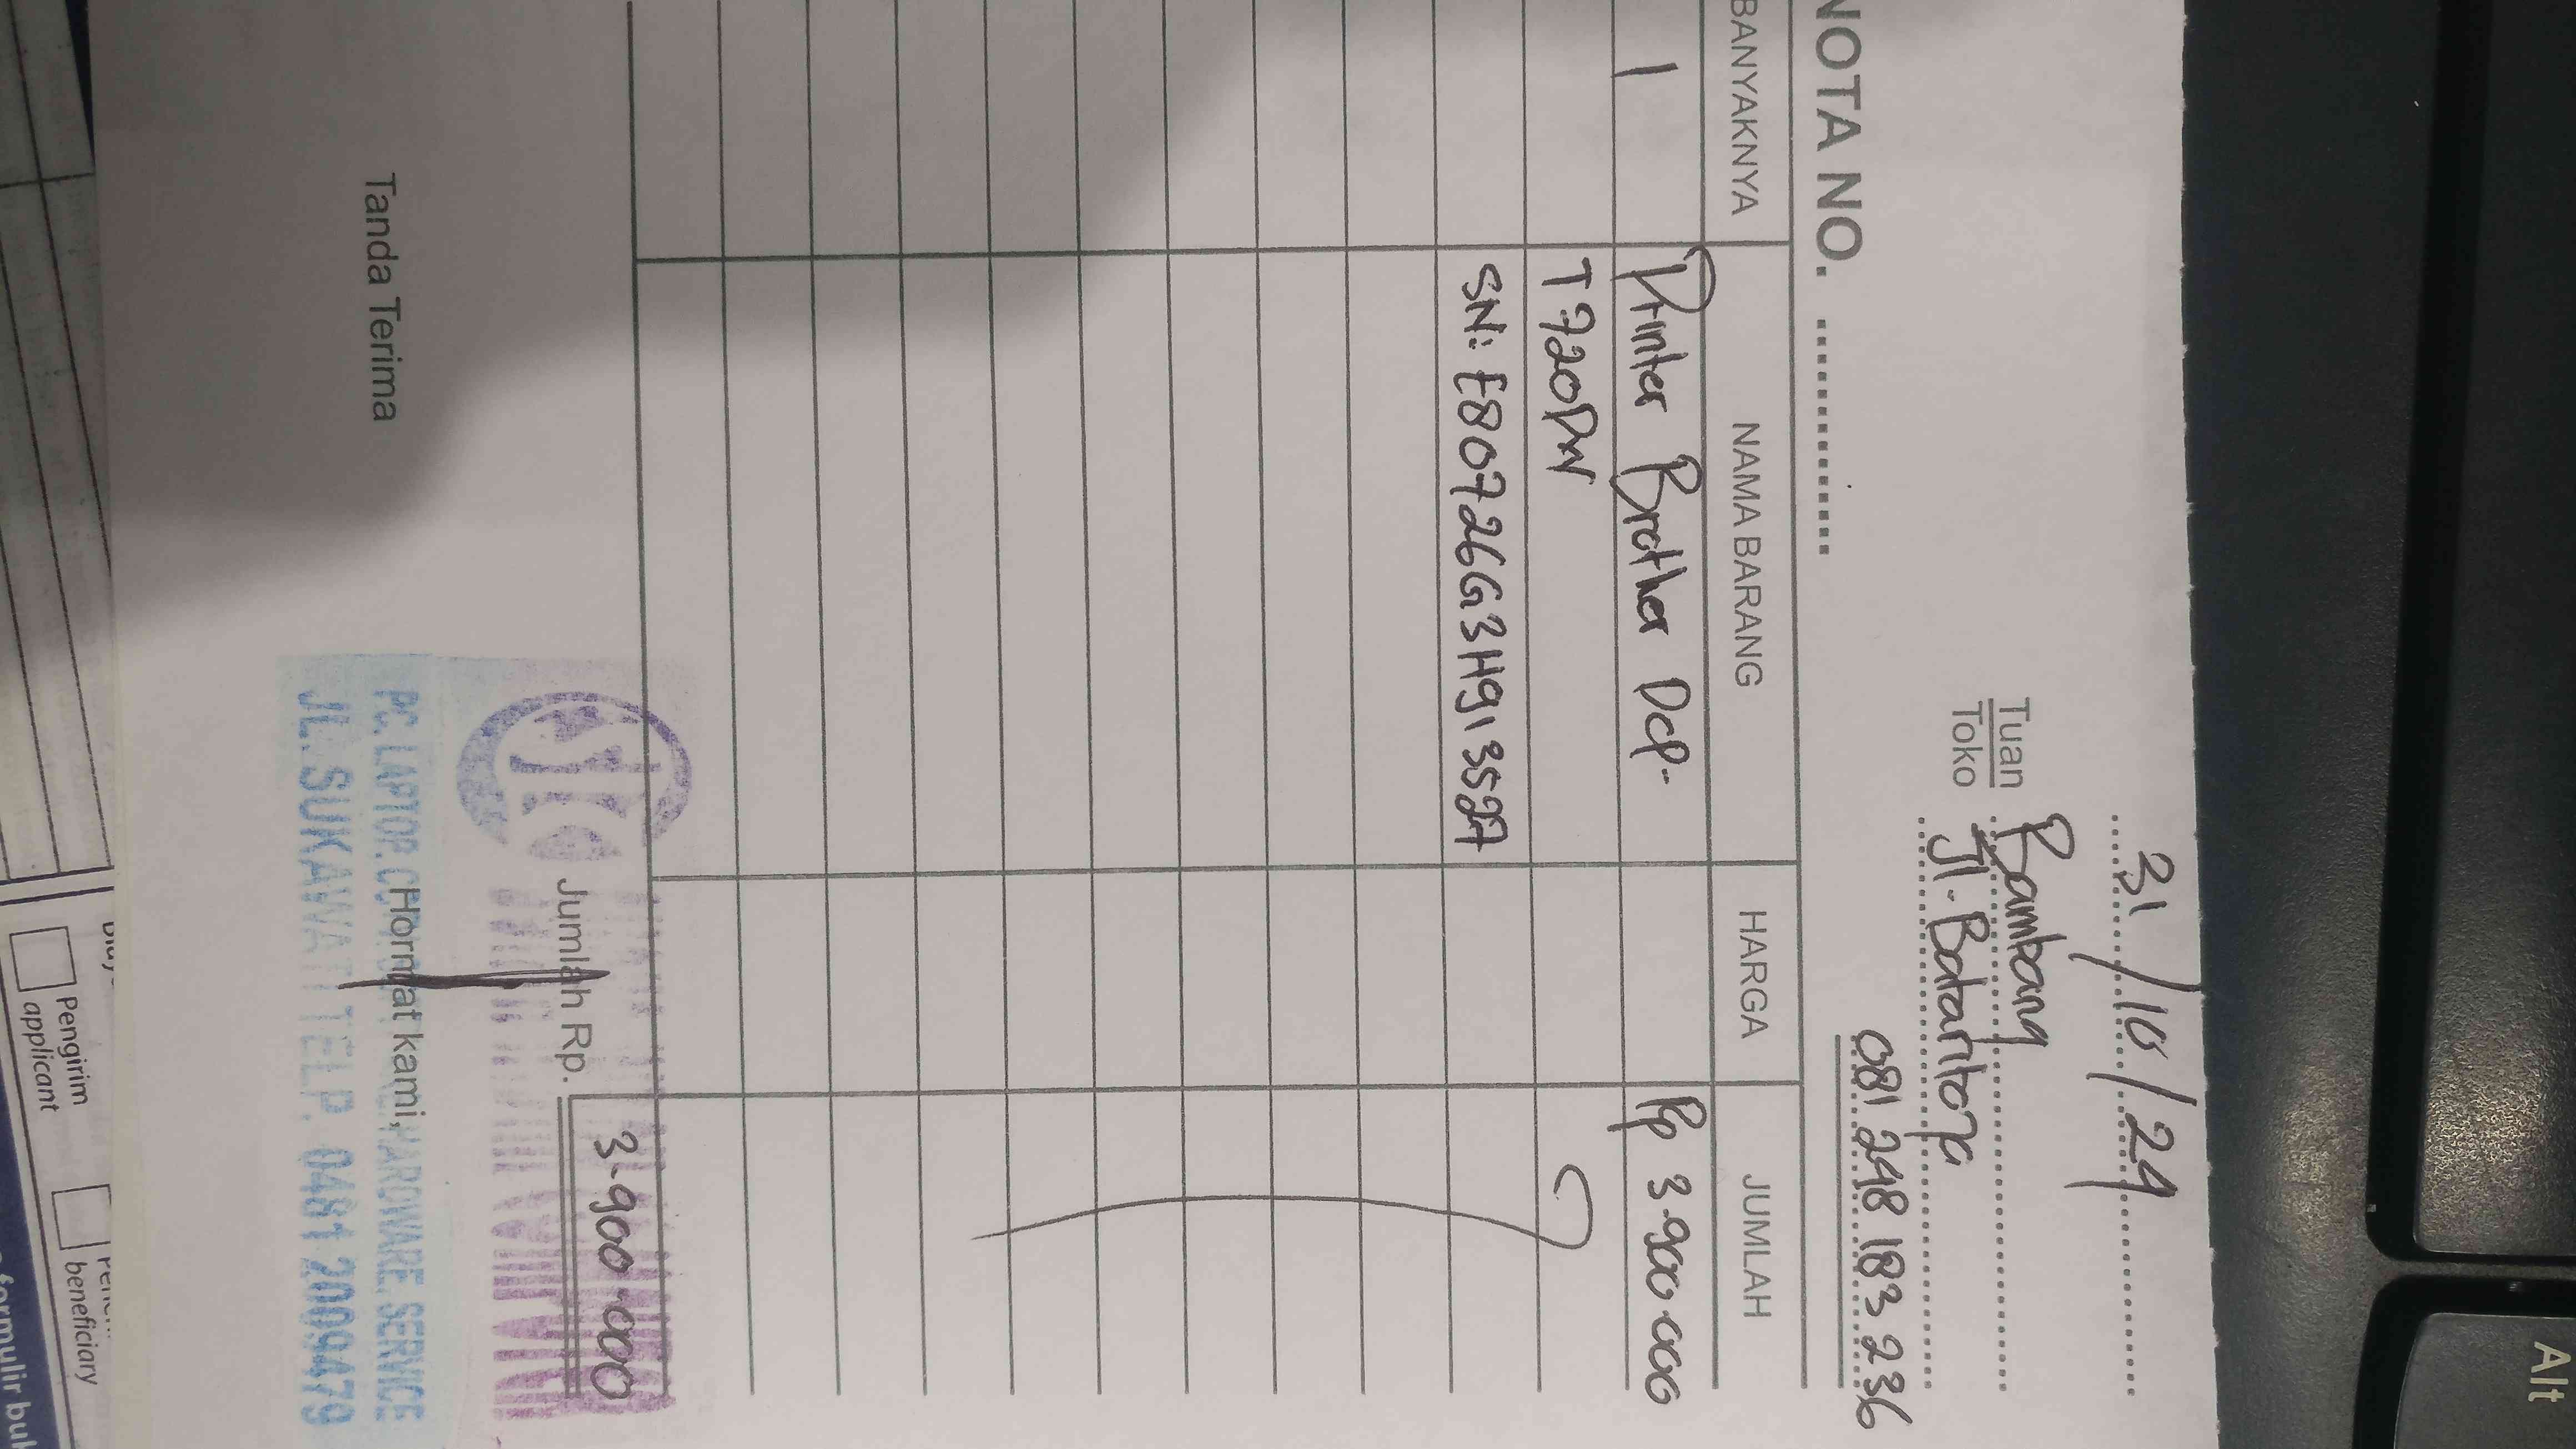 31/10/24
Tuan
Toko
Bambang
Jl. Bataritoja
081 248 183 236
NOTA NO.
BANYAKNYA NAMA BARANG HARGA JUMLAH
1 Printer Brother DCP- Rp 3.900.000
T720DW
SN: E80726G3H913527
Jumlah Rp. 3.900.000
Tanda Terima Hormat kami,
PC. LAPTOP. HARDWARE. SERVICE
JL. SUKAWATI TELP. 0481 2009479
Pengirim
applicant
beneficiary
formulir
Alt